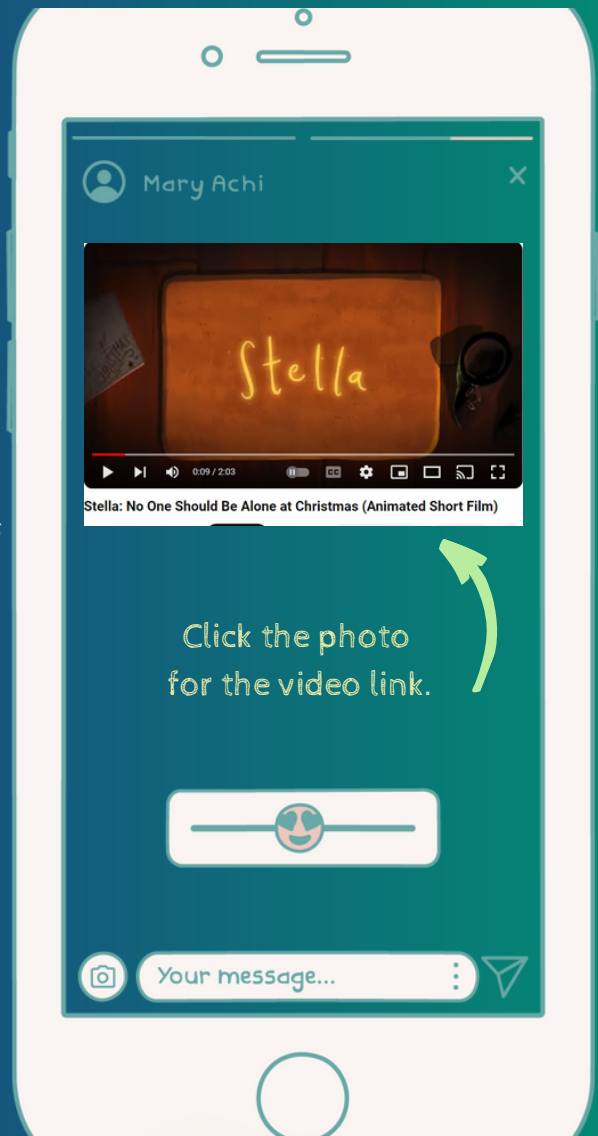 Mary Achi
Stella
0:09 / 2:03
CC
Stella: No One Should Be Alone at Christmas (Animated Short Film)
Click the photo
for the video link.
Your message...